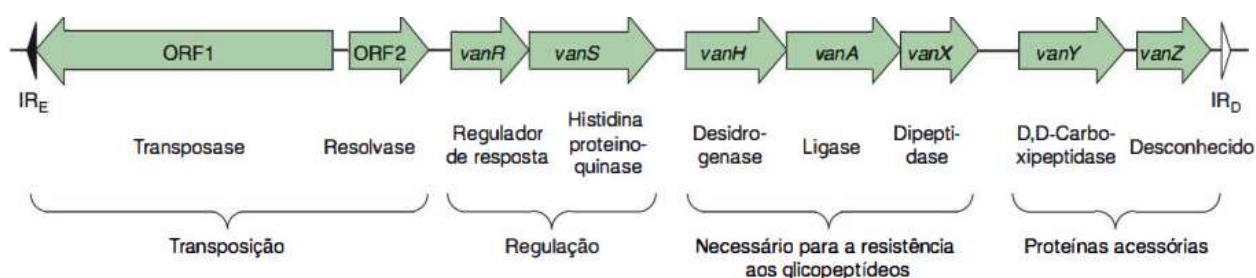 ORF1 ORF2 vanR vanS vanH vanA vanX vanY vanZ
IRE IRD
Transposase
Resolvase
Regulador
de resposta
Histidina
proteino-
quinase
Desidro-
genase
Ligase
Dipepti-
dase
D,D-Carbo-
xipeptidase
Desconhecido
Transposição
Regulação
Necessário para a resistência
aos glicopeptídeos
Proteínas acessórias